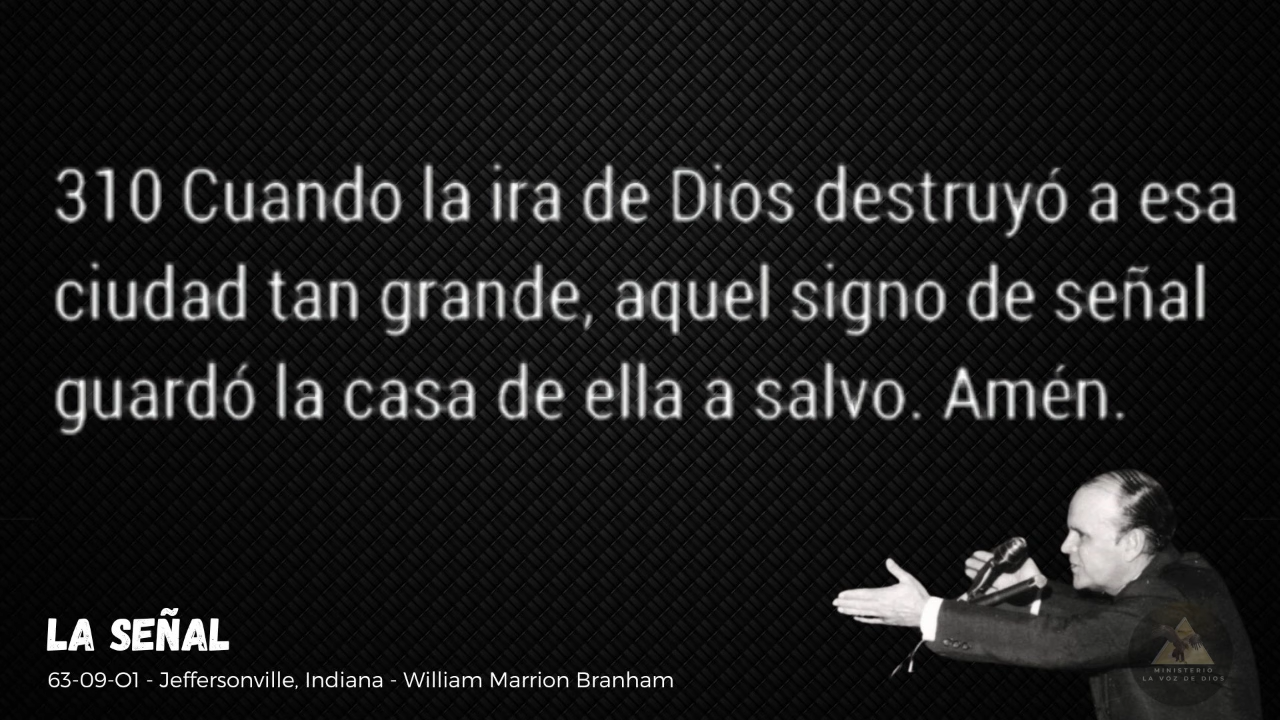 310 Cuando la ira de Dios destruyó a esa
ciudad tan grande, aquel signo de señal
guardó la casa de ella a salvo. Amén.
LA SEÑAL
63-09-O1 - Jeffersonville, Indiana - William Marrion Branham
MINISTERIO
LA VOZ DE DIOS